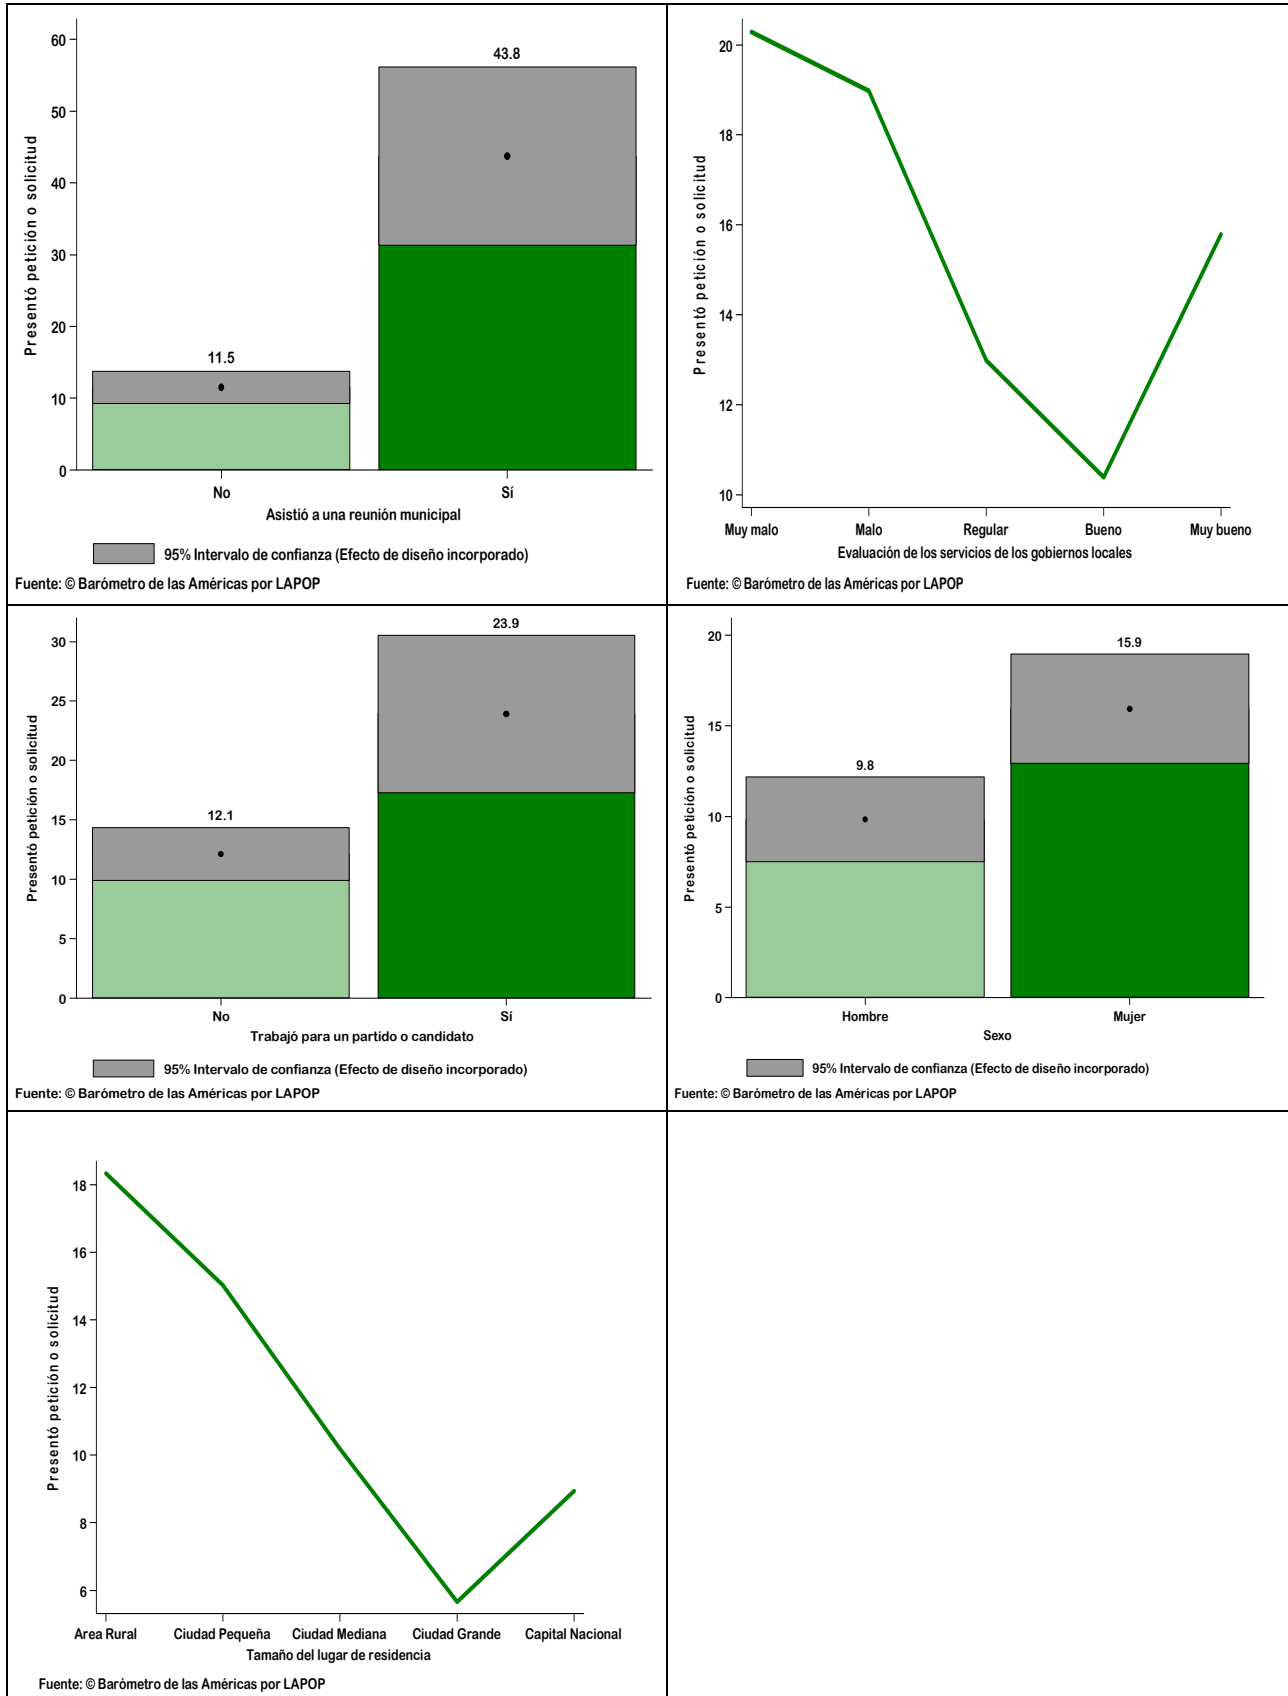 Presentó petición o solicitud
60
50
40
30
20
10
0
43.8
11.5
No Sí
Asistió a una reunión municipal
95% Intervalo de confianza (Efecto de diseño incorporado)
Fuente: © Barómetro de las Américas por LAPOP
Presentó petición o solicitud
20
18
16
14
12
10
Muy malo Malo Regular Bueno Muy bueno
Evaluación de los servicios de los gobiernos locales
Fuente: © Barómetro de las Américas por LAPOP
Presentó petición o solicitud
30
25
20
15
10
5
0
23.9
12.1
No Sí
Trabajó para un partido o candidato
95% Intervalo de confianza (Efecto de diseño incorporado)
Fuente: © Barómetro de las Américas por LAPOP
Presentó petición o solicitud
20
15
10
5
0
15.9
9.8
Hombre Mujer
Sexo
95% Intervalo de confianza (Efecto de diseño incorporado)
Fuente: © Barómetro de las Américas por LAPOP
Presentó petición o solicitud
18
16
14
12
10
8
6
Area Rural Ciudad Pequeña Ciudad Mediana Ciudad Grande Capital Nacional
Tamaño del lugar de residencia
Fuente: © Barómetro de las Américas por LAPOP